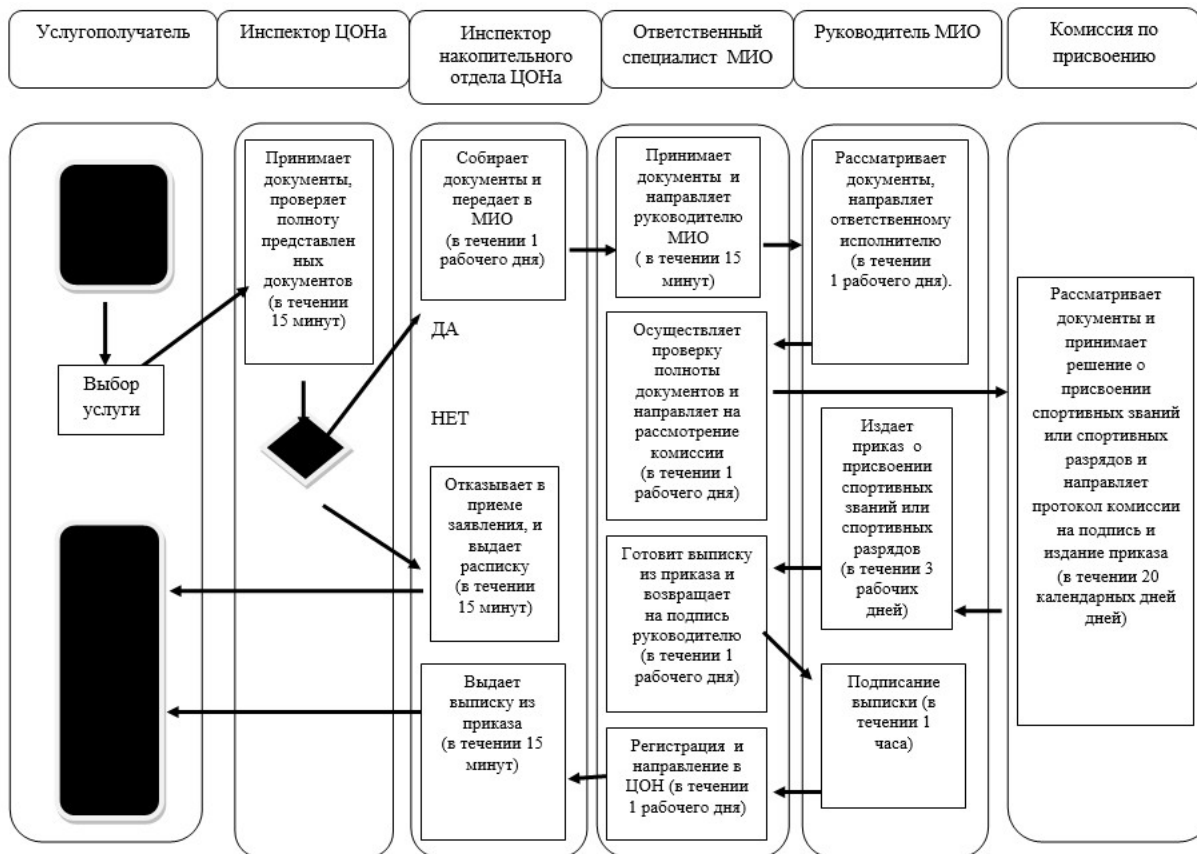 Услугополучатель
Инспектор ЦОНа
Инспектор
накопительного
отдела ЦОНа
Ответственный
специалист МИО
Руководитель МИО
Комиссия по
присвоению
Выбор
услуги
Принимает
документы,
проверяет
полноту
представлен
ных
документов
(в течении
15 минут)
Собирает
документы и
передает в
МИО
(в течении 1
рабочего дня)
ДА
НЕТ
Отказывает в
приеме
заявления, и
выдает
расписку
(в течении
15 минут)
Выдает
выписку из
приказа
(в течении 15
минут)
Принимает
документы и
направляет
руководителю
МИО
( в течении 15
минут)
Осуществляет
проверку
полноты
документов и
направляет на
рассмотрение
комиссии
(в течении 1
рабочего дня)
Готовит выписку
из приказа и
возвращает
на подпись
руководителю
(в течении 1
рабочего дня)
Регистрация и
направление в
ЦОН (в течении
1 рабочего дня)
Рассматривает
документы,
направляет
ответственному
исполнителю
(в течении
1 рабочего дня).
Издает
приказ о
присвоении
спортивных
званий или
спортивных
разрядов
(в течении 3
рабочих
дней)
Подписание
выписки (в
течении 1
часа)
Рассматривает
документы и
принимает
решение о
присвоении
спортивных званий
или спортивных
разрядов и
направляет
протокол комиссии
на подпись и
издание приказа
(в течении 20
календарных дней
дней)